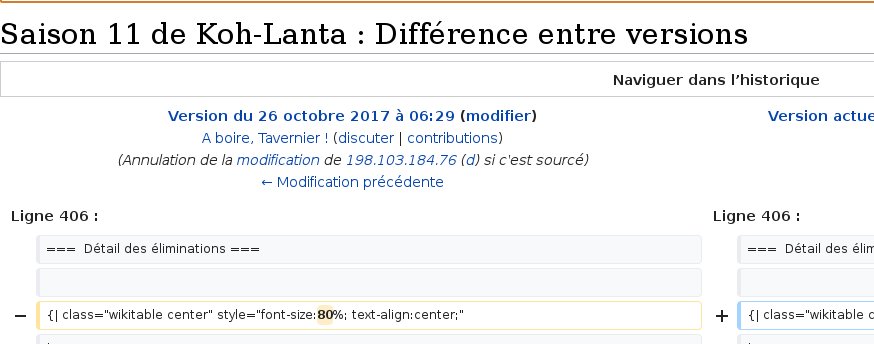 Saison 11 de Koh-Lanta : Différence entre versions
Naviguer dans l’historique
Version du 26 octobre 2017 à 06:29 (modifier)
A boire, Tavernier ! (discuter | contributions)
(Annulation de la modification de 198.103.184.76 (d) si c'est sourcé)
← Modification précédente
Version actue
Ligne 406 :
Ligne 406 :
=== Détail des éliminations ===
=== Détail des élim
− {| class="wikitable center" style="font-size:80%; text-align:center;"
+ {| class="wikitable c